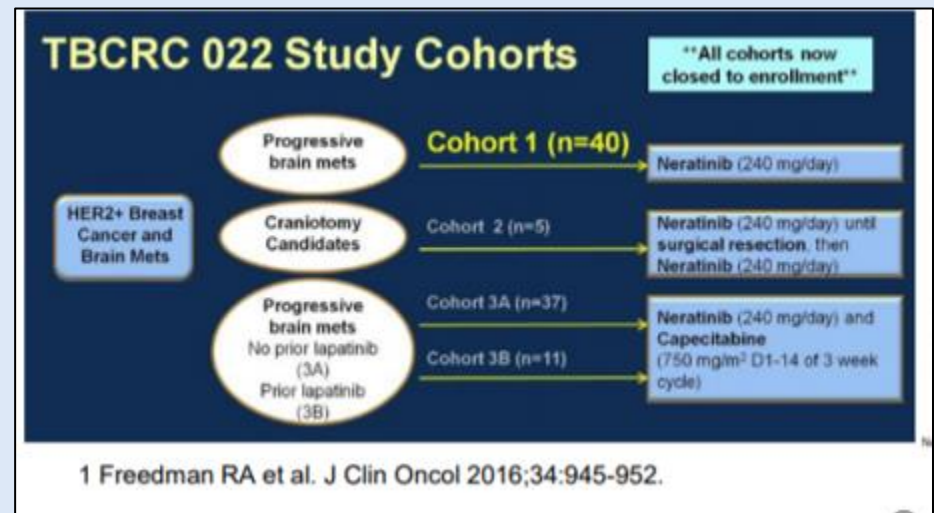 TBCRC 022 Study Cohorts
**All cohorts now
closed to enrollment**
HER2+ Breast
Cancer and
Brain Mets
Progressive
brain mets
Cohort 1 (n=40)
Neratinib (240 mg/day)
Craniotomy
Candidates
Cohort 2 (n=5)
Neratinib (240 mg/day) until
surgical resection, then
Neratinib (240 mg/day)
Progressive
brain mets
No prior lapatinib
(3A)
Prior lapatinib
(3B)
Cohort 3A (n=37)
Cohort 3B (n=11)
Neratinib (240 mg/day) and
Capecitabine
(750 mg/m² D1-14 of 3 week
cycle)
1 Freedman RA et al. J Clin Oncol 2016;34:945-952.